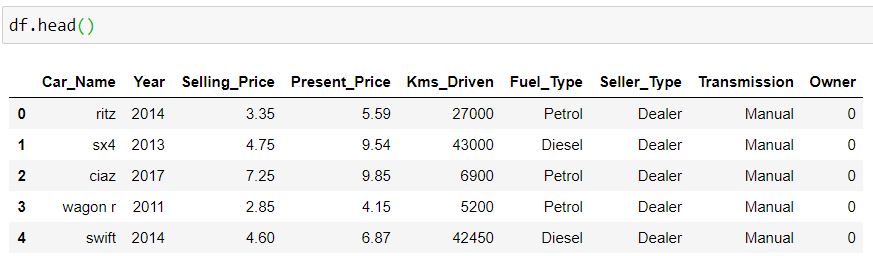 df.head()
Car_Name Year Selling_Price Present_Price Kms_Driven Fuel_Type Seller_Type Transmission Owner
0 ritz 2014 3.35 5.59 27000 Petrol Dealer Manual 0
1 sx4 2013 4.75 9.54 43000 Diesel Dealer Manual 0
2 ciaz 2017 7.25 9.85 6900 Petrol Dealer Manual 0
3 wagon r 2011 2.85 4.15 5200 Petrol Dealer Manual 0
4 swift 2014 4.60 6.87 42450 Diesel Dealer Manual 0